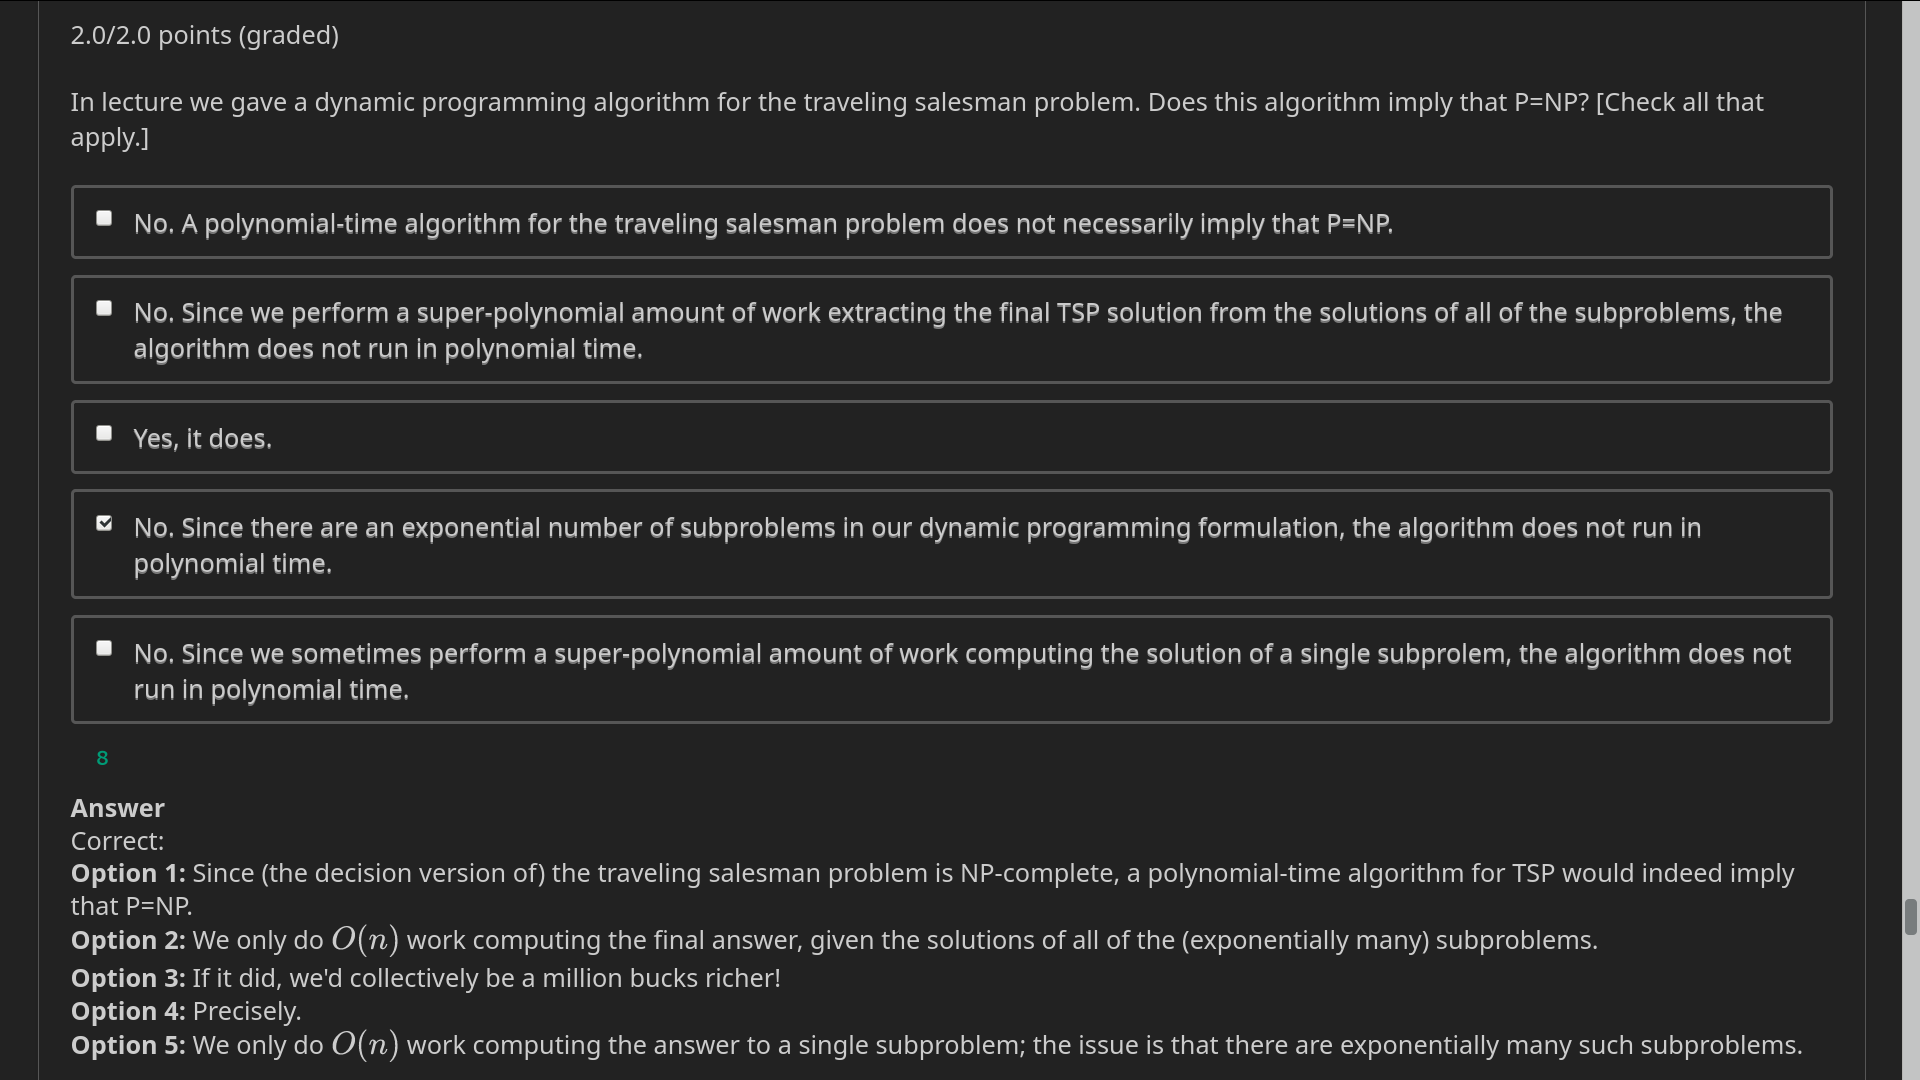 2.0/2.0 points (graded)
In lecture we gave a dynamic programming algorithm for the traveling salesman problem. Does this algorithm imply that P=NP? [Check all that
apply.]
No. A polynomial-time algorithm for the traveling salesman problem does not necessarily imply that P=NP.
No. Since we perform a super-polynomial amount of work extracting the final TSP solution from the solutions of all of the subproblems, the
algorithm does not run in polynomial time.
Yes, it does.
No. Since there are an exponential number of subproblems in our dynamic programming formulation, the algorithm does not run in
polynomial time.
No. Since we sometimes perform a super-polynomial amount of work computing the solution of a single subprolem, the algorithm does not
run in polynomial time.
8
Answer
Correct:
Option 1: Since (the decision version of) the traveling salesman problem is NP-complete, a polynomial-time algorithm for TSP would indeed imply
that P=NP.
Option 2: We only do O(n) work computing the final answer, given the solutions of all of the (exponentially many) subproblems.
Option 3: If it did, we'd collectively be a million bucks richer!
Option 4: Precisely.
Option 5: We only do O(n) work computing the answer to a single subproblem; the issue is that there are exponentially many such subproblems.